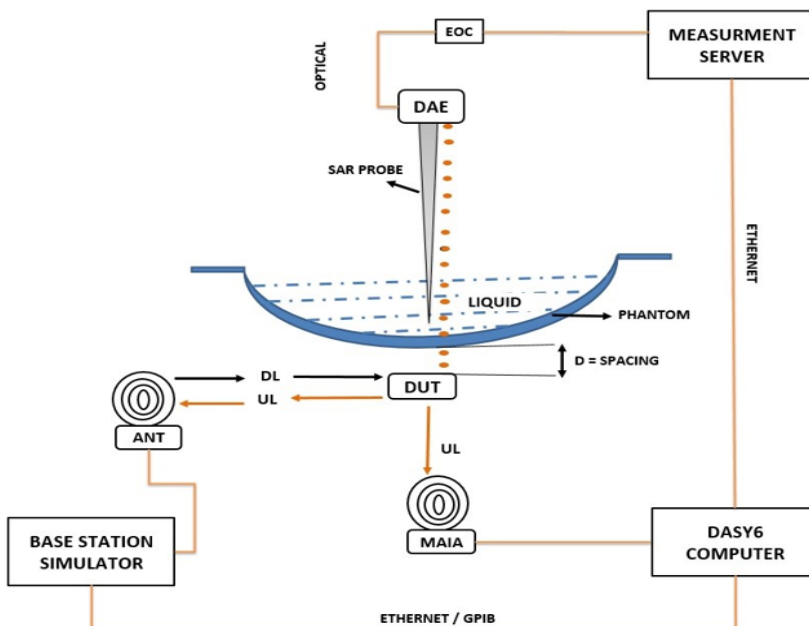 EOC
MEASURMENT
SERVER
OPTICAL
DAE
SAR PROBE
ETHERNET
LIQUID
PHANTOM
D = SPACING
DL
DUT
UL
ANT
UL
MAIA
BASE STATION
SIMULATOR
DASY6
COMPUTER
ETHERNET / GPIB